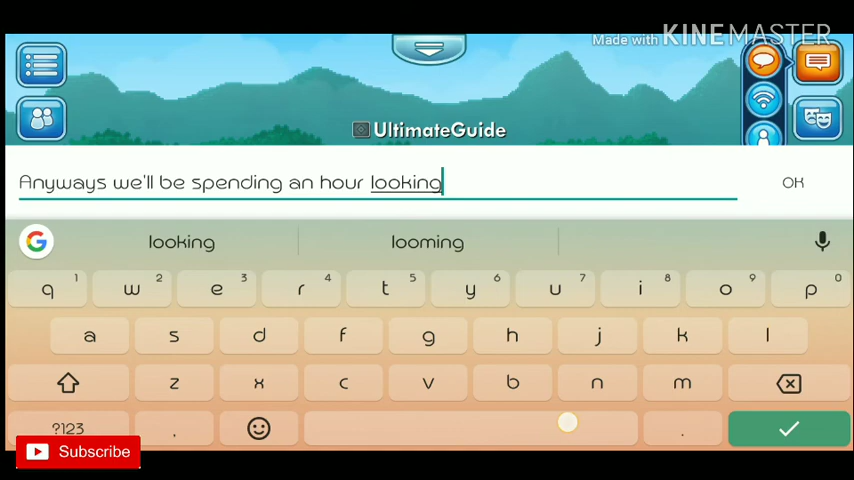 Made with KINEMASTER
UltimateGuide
Anyways we'll be spending an hour looking
OK
G looking looming
q 1 w 2 e 3 r 4 t 5 y 6 u 7 i 8 o 9 p 0
a s d f g h j k l
z x c v b n m
?123 , .
Subscribe